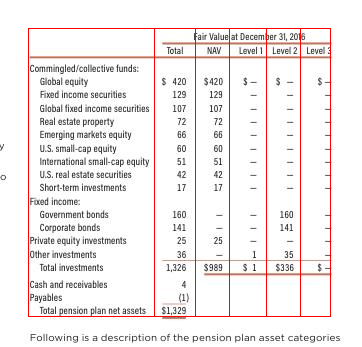 Fair Value at December 31, 2016
Total NAV Level 1 Level 2 Level 3
Commingled/collective funds:
Global equity $ 420 $420 $ — $ — $ —
Fixed income securities 129 129 — — —
Global fixed income securities 107 107 — — —
Real estate property 72 72 — — —
Emerging markets equity 66 66 — — —
y U.S. small-cap equity 60 60 — — —
International small-cap equity 51 51 — — —
o U.S. real estate securities 42 42 — — —
Short-term investments 17 17 — — —
Fixed income:
Government bonds 160 — — 160 —
Corporate bonds 141 — — 141 —
Private equity investments 25 25 — — —
Other investments 36 — 1 35 —
Total investments 1,326 $989 $ 1 $336 $ —
Cash and receivables 4
Payables (1)
Total pension plan net assets $1,329
Following is a description of the pension plan asset categories